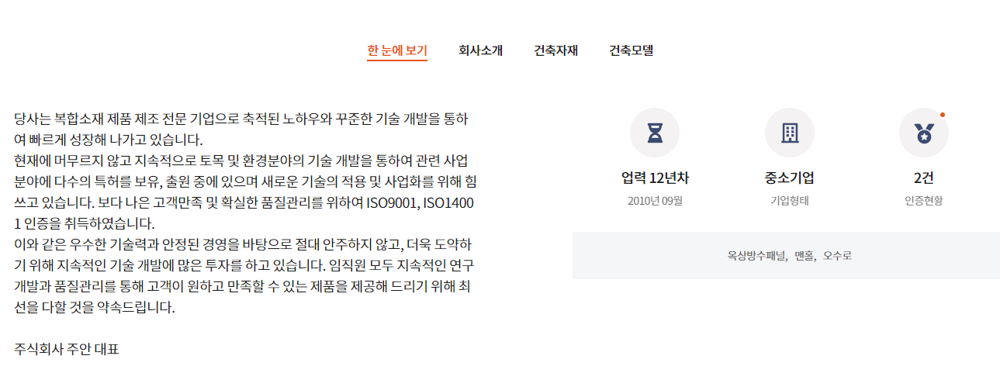 한 눈에 보기 회사소개 건축자재 건축모델
당사는 복합소재 제품 제조 전문 기업으로 축적된 노하우와 꾸준한 기술 개발을 통하
여 빠르게 성장해 나가고 있습니다.
현재에 머무르지 않고 지속적으로 토목 및 환경분야의 기술 개발을 통하여 관련 사업
분야에 다수의 특허를 보유, 출원 중에 있으며 새로운 기술의 적용 및 사업화를 위해 힘
쓰고 있습니다. 보다 나은 고객만족 및 확실한 품질관리를 위하여 ISO9001, ISO1400
1 인증을 취득하였습니다.
이와 같은 우수한 기술력과 안정된 경영을 바탕으로 절대 안주하지 않고, 더욱 도약하
기 위해 지속적인 기술 개발에 많은 투자를 하고 있습니다. 임직원 모두 지속적인 연구
개발과 품질관리를 통해 고객이 원하고 만족할 수 있는 제품을 제공해 드리기 위해 최
선을 다할 것을 약속드립니다.
주식회사 주안 대표
업력 12년차 중소기업 2건
2010년 09월 기업형태 인증현황
옥상방수패널, 맨홀, 오수로